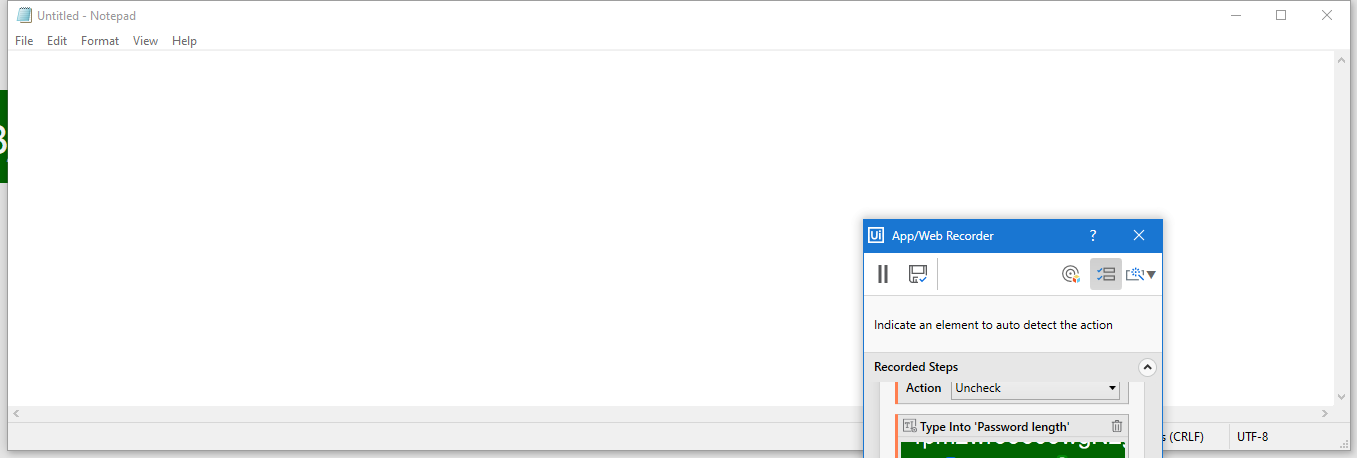 Untitled - Notepad
File Edit Format View Help
Ui App/Web Recorder ?
Indicate an element to auto detect the action
Recorded Steps
Action Uncheck
Type Into 'Password length'
(CRLF) UTF-8